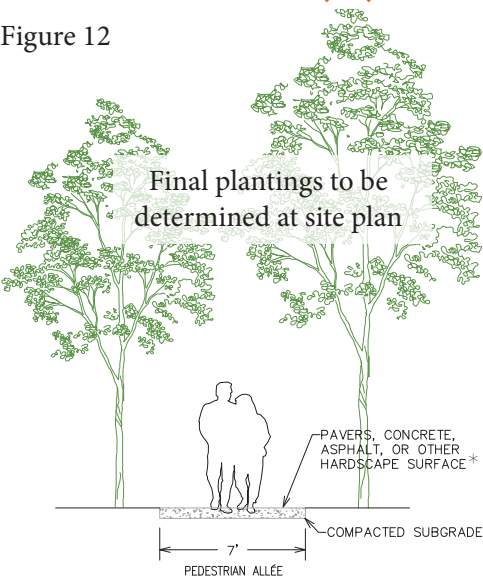 Figure 12
Final plantings to be
determined at site plan
PAVERS, CONCRETE,
ASPHALT, OR OTHER
HARDSCAPE SURFACE*
COMPACTED SUBGRADE
7'
PEDESTRIAN ALLÉE